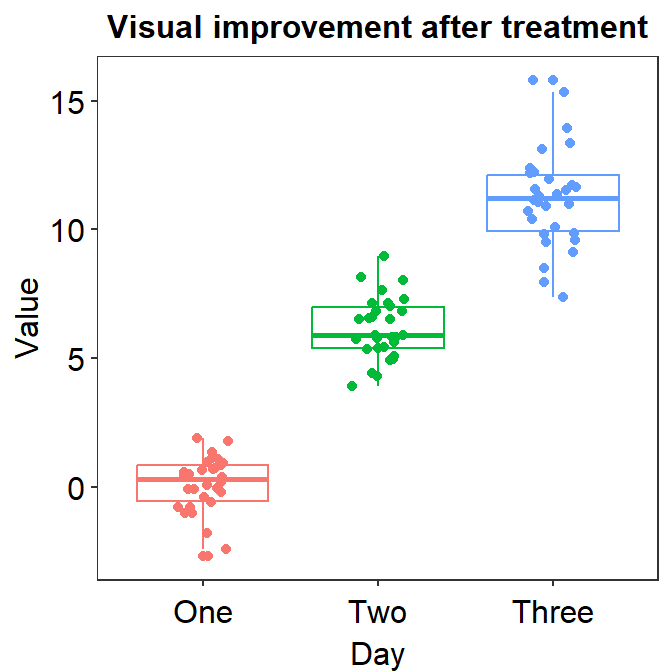 Visual improvement after treatment
Value
15
10
5
0
One Two Three
Day